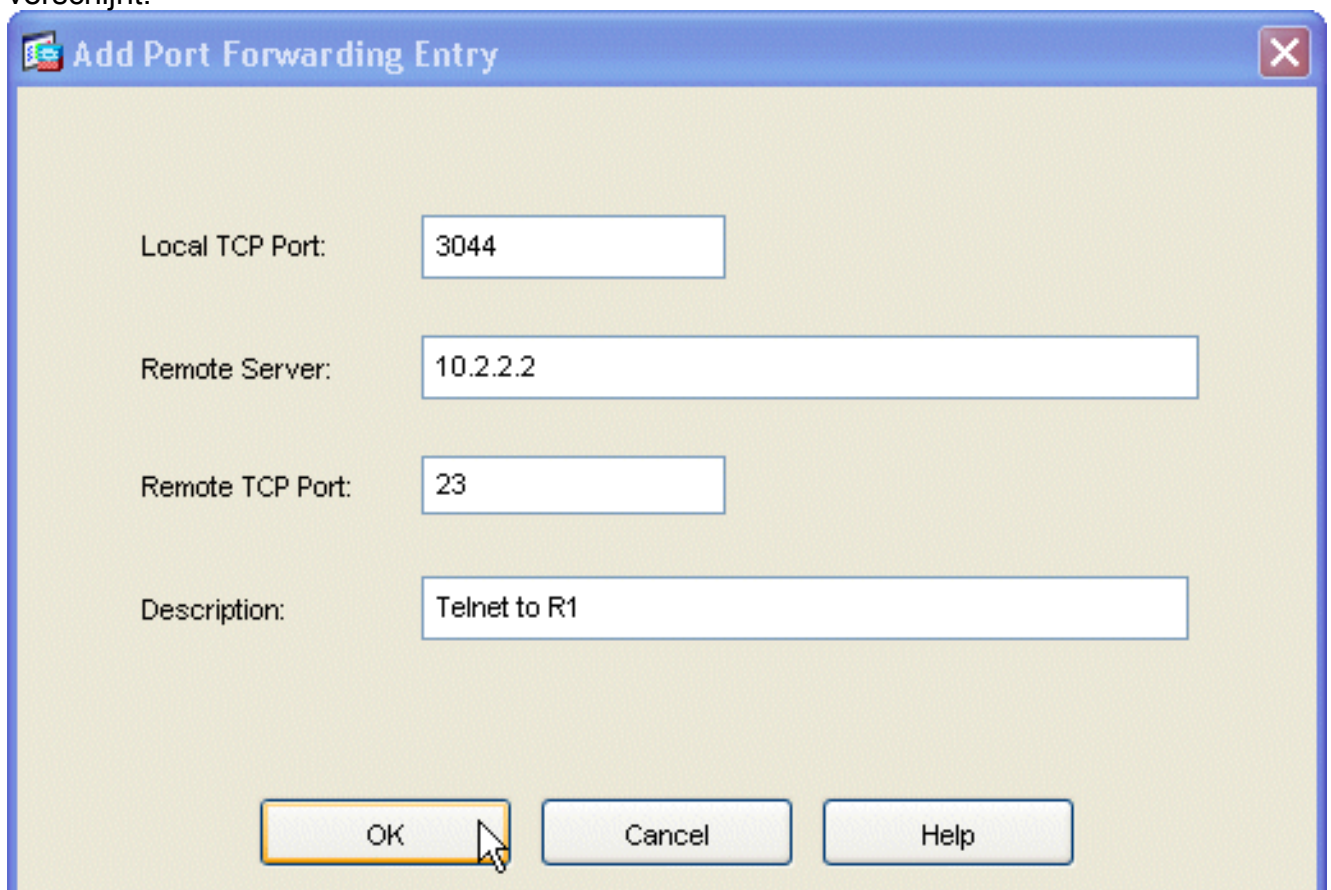 verschijnt.
Add Port Forwarding Entry
Local TCP Port: 3044
Remote Server: 10.2.2.2
Remote TCP Port: 23
Description: Telnet to R1
OK Cancel Help